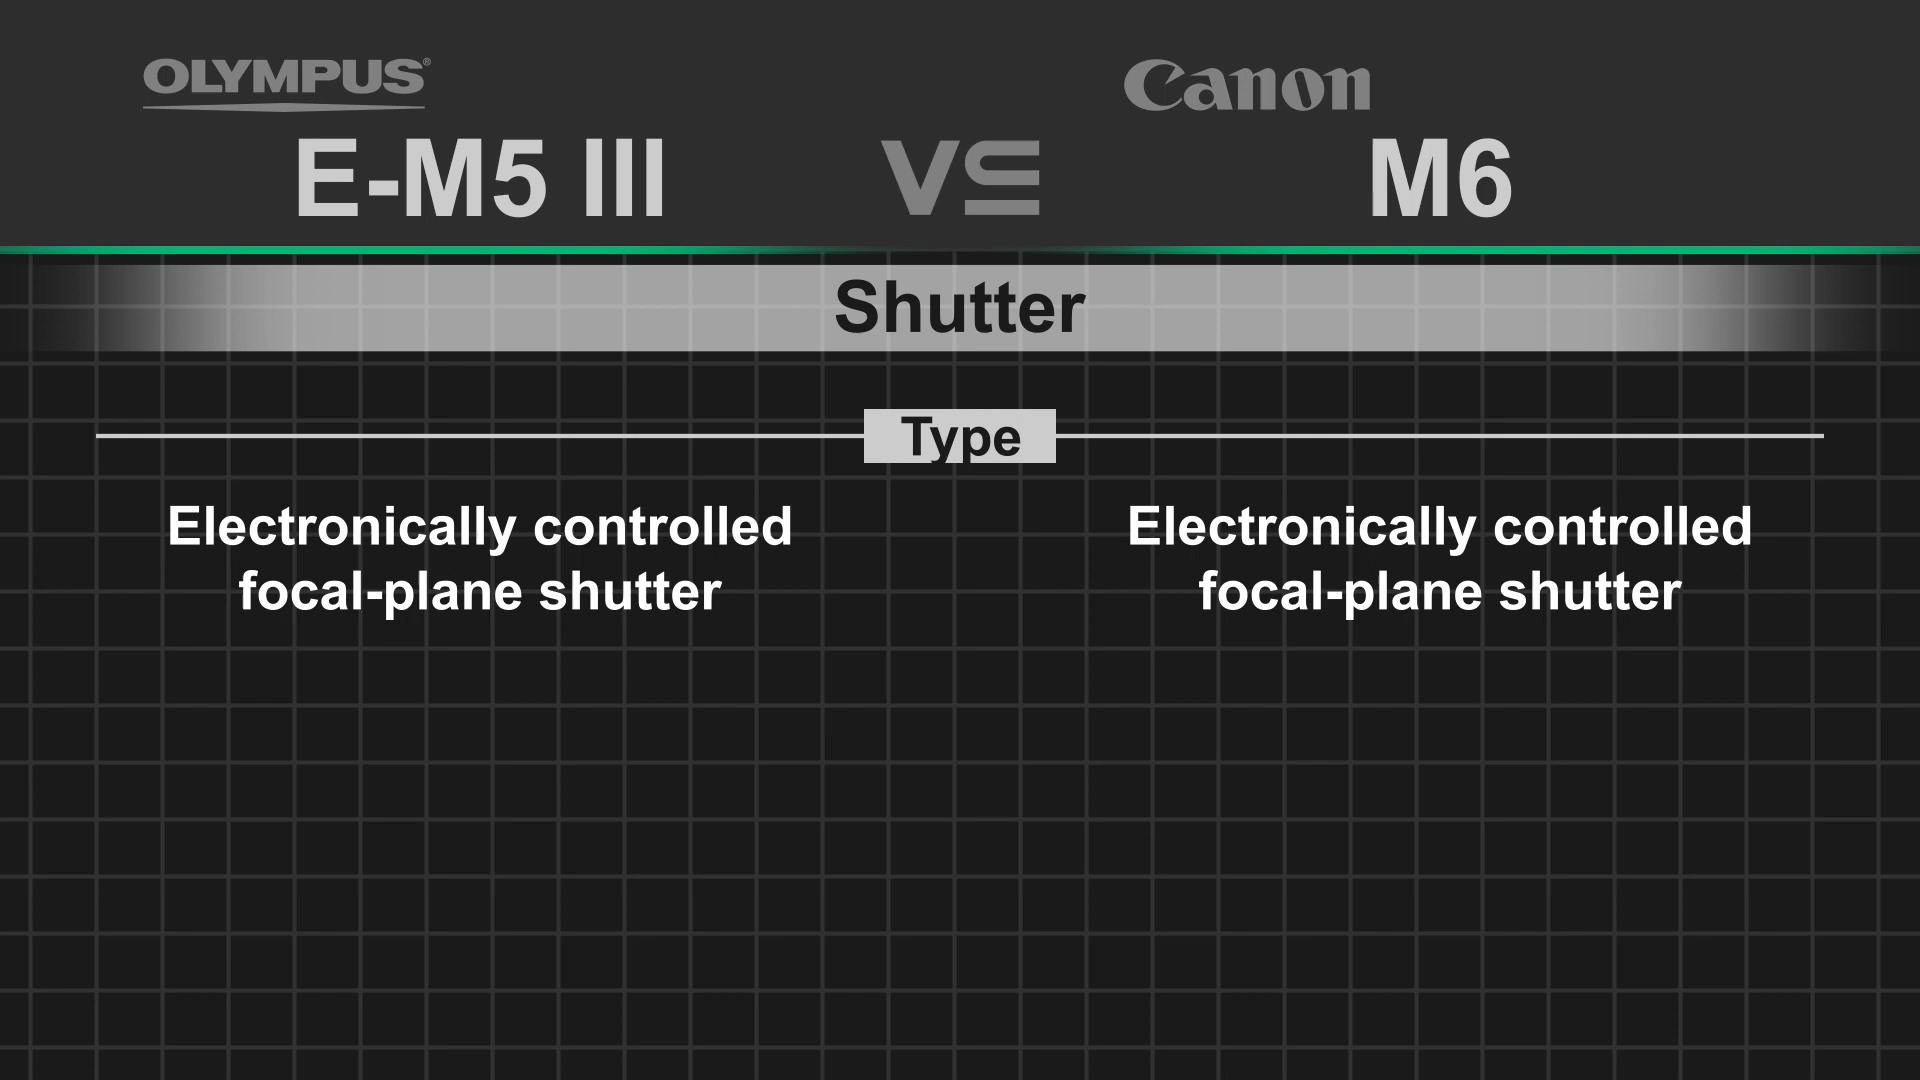 OLYMPUS®
Canon
E-M5 III
VS
M6
Shutter
Type
Electronically controlled
focal-plane shutter
Electronically controlled
focal-plane shutter